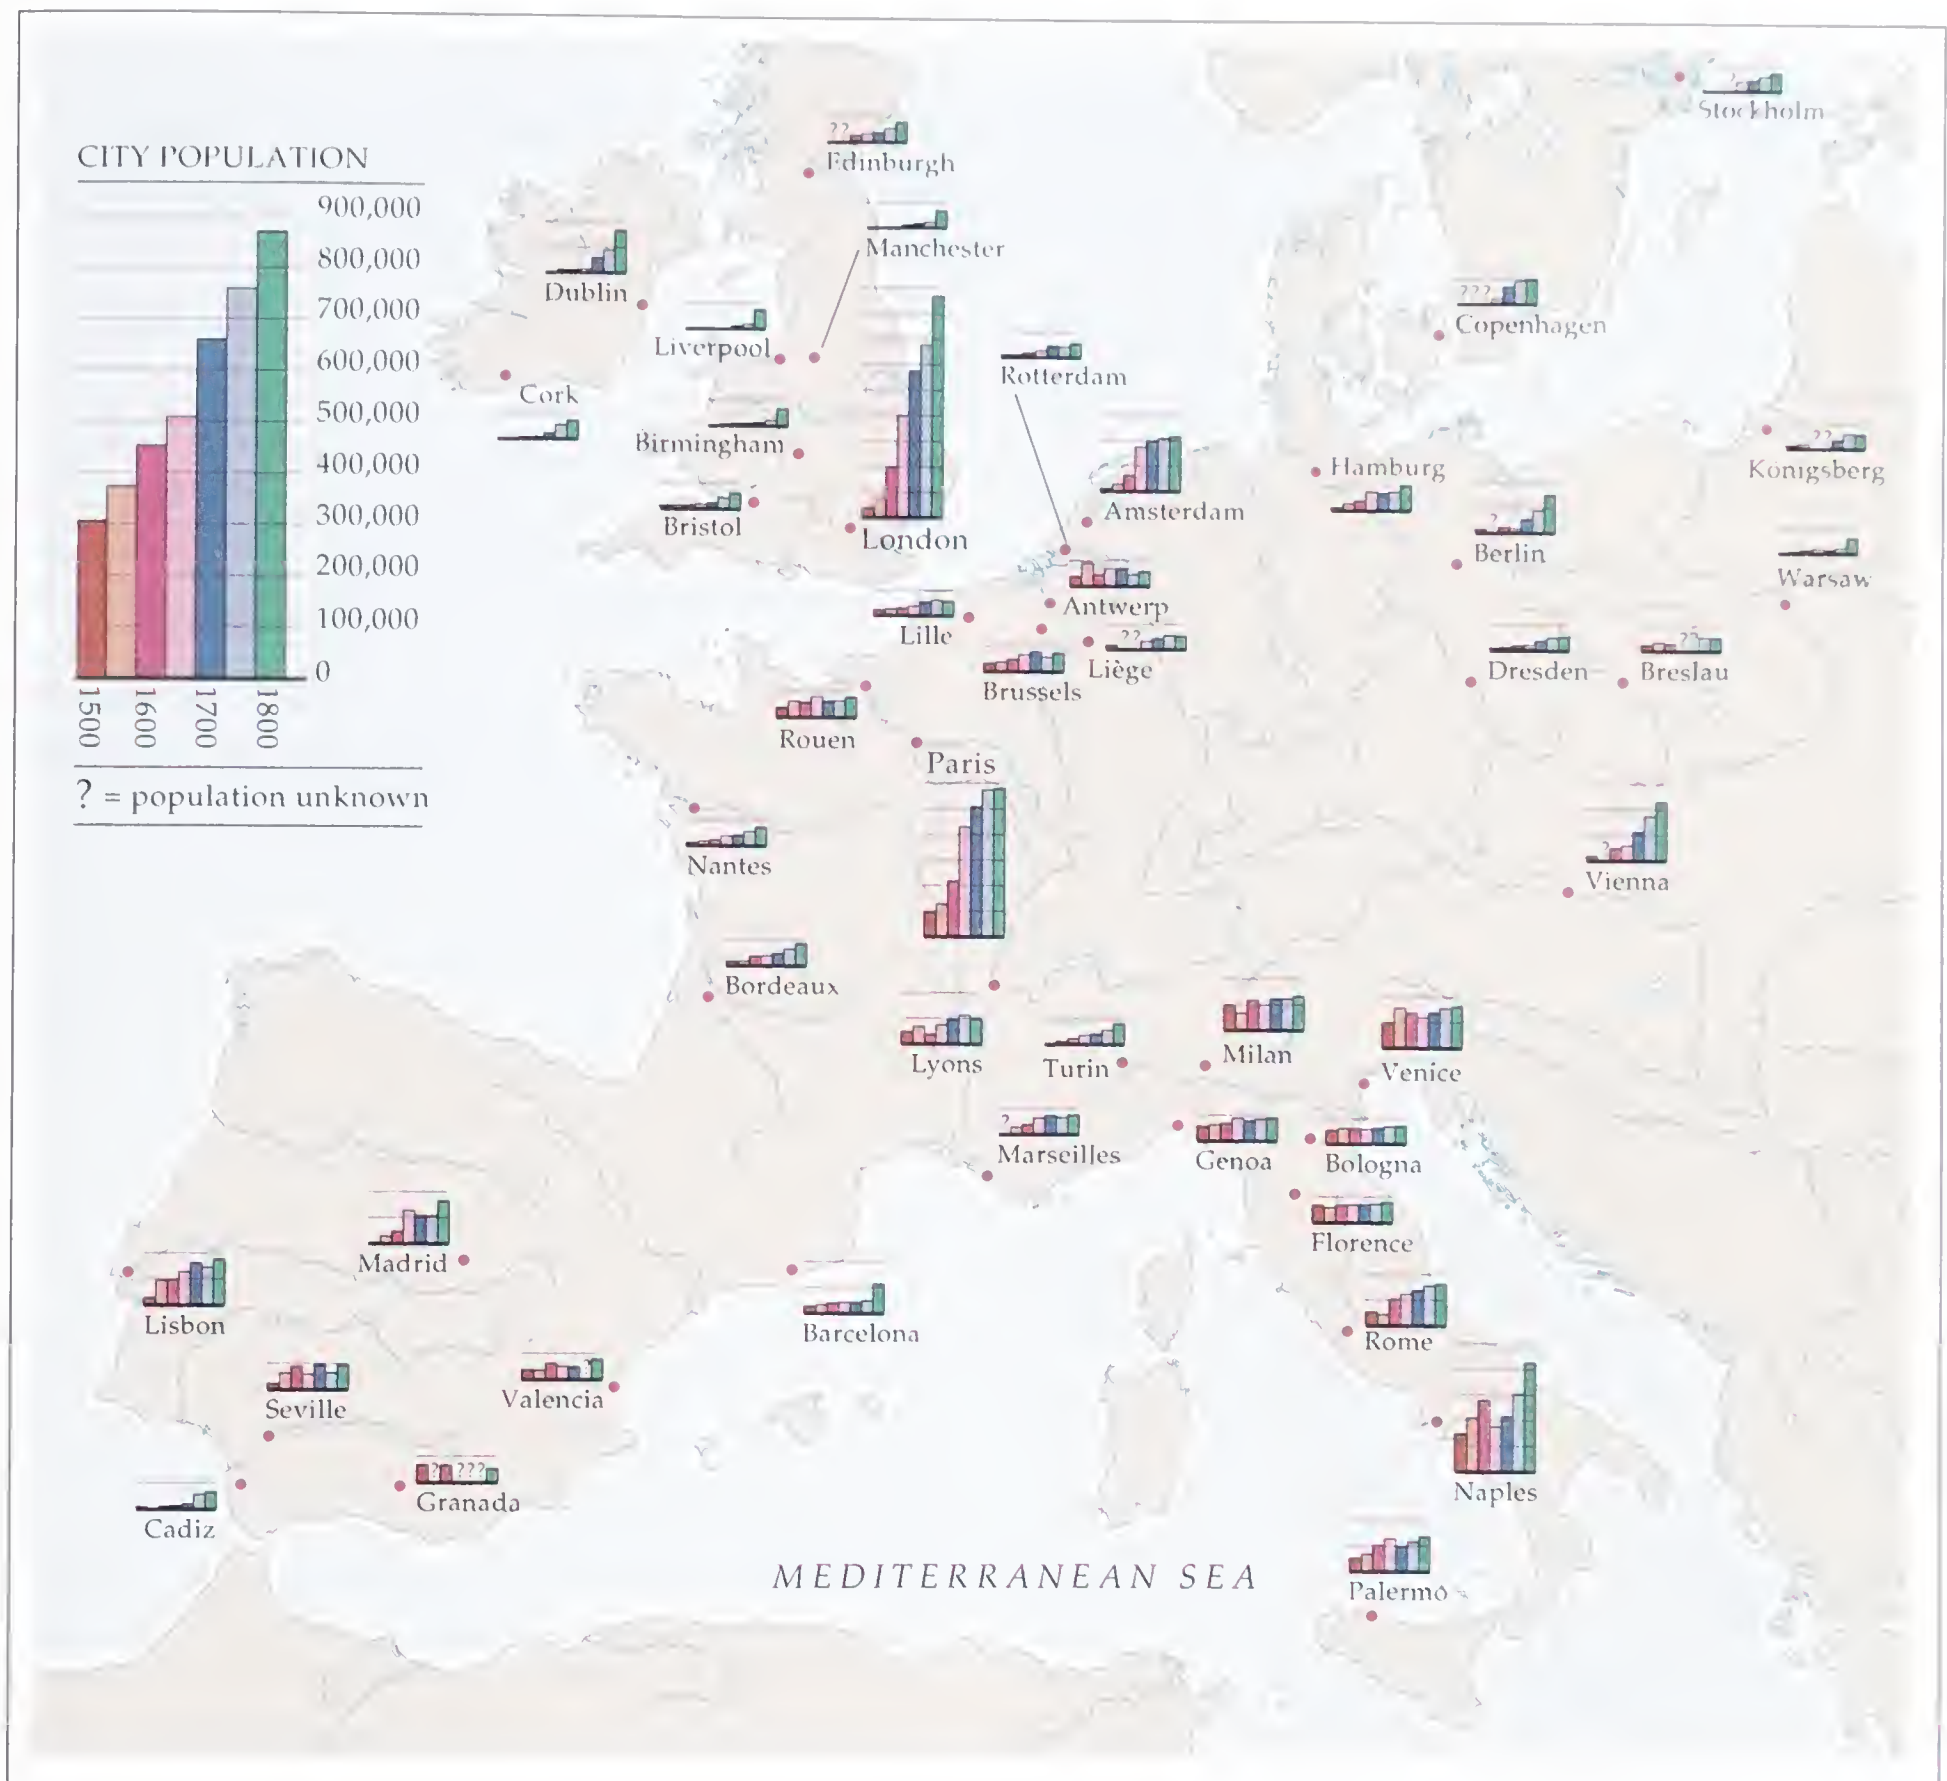 CITY POPULATION
900,000
800,000
700,000
600,000
500,000
400,000
300,000
200,000
100,000
0
1500
1600
1700
1800
? = population unknown
?
Stockholm
??
Edinburgh
Manchester
Dublin
Liverpool
???
Copenhagen
Rotterdam
Cork
Birmingham
Bristol
London
Amsterdam
Hamburg
?
Berlin
??
Königsberg
Warsaw
Antwerp
Lille
??
Liège
Brussels
Dresden
??
Breslau
Rouen
Paris
Nantes
?
Vienna
Bordeaux
Lyons
Turin
Milan
Venice
?
Marseilles
Genoa
Bologna
Florence
Madrid
Lisbon
Barcelona
Rome
Seville
?
Valencia
? ???
Granada
Cadiz
Naples
MEDITERRANEAN SEA
Palermo